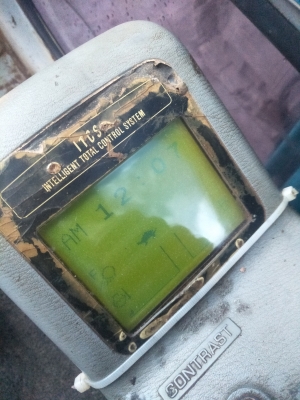 ITCS
INTELLIGENT TOTAL CONTROL SYSTEM
AM 12:07
CONTRAST